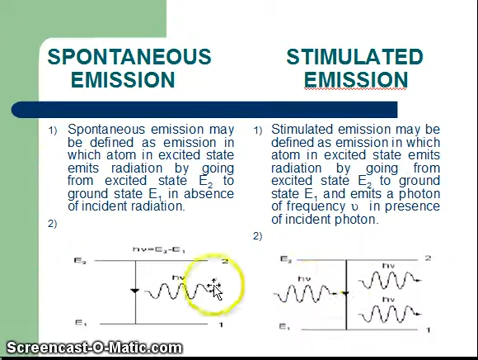 SPONTANEOUS
EMISSION
1) Spontaneous emission may
be defined as emission in
which atom in excited state
emits radiation by going
from excited state E2 to
ground state E1 in absence
of incident radiation.
2)
hν=E2-E1
E2
2
hν
E1
1
STIMULATED
EMISSION
1) Stimulated emission may be
defined as emission in which
atom in excited state emits
radiation by going from
excited state E2 to ground
state E1 and emits a photon
of frequency υ in presence
of incident photon.
2)
E2
2
hν
hν
hν
E1
1
Screencast-O-Matic.com